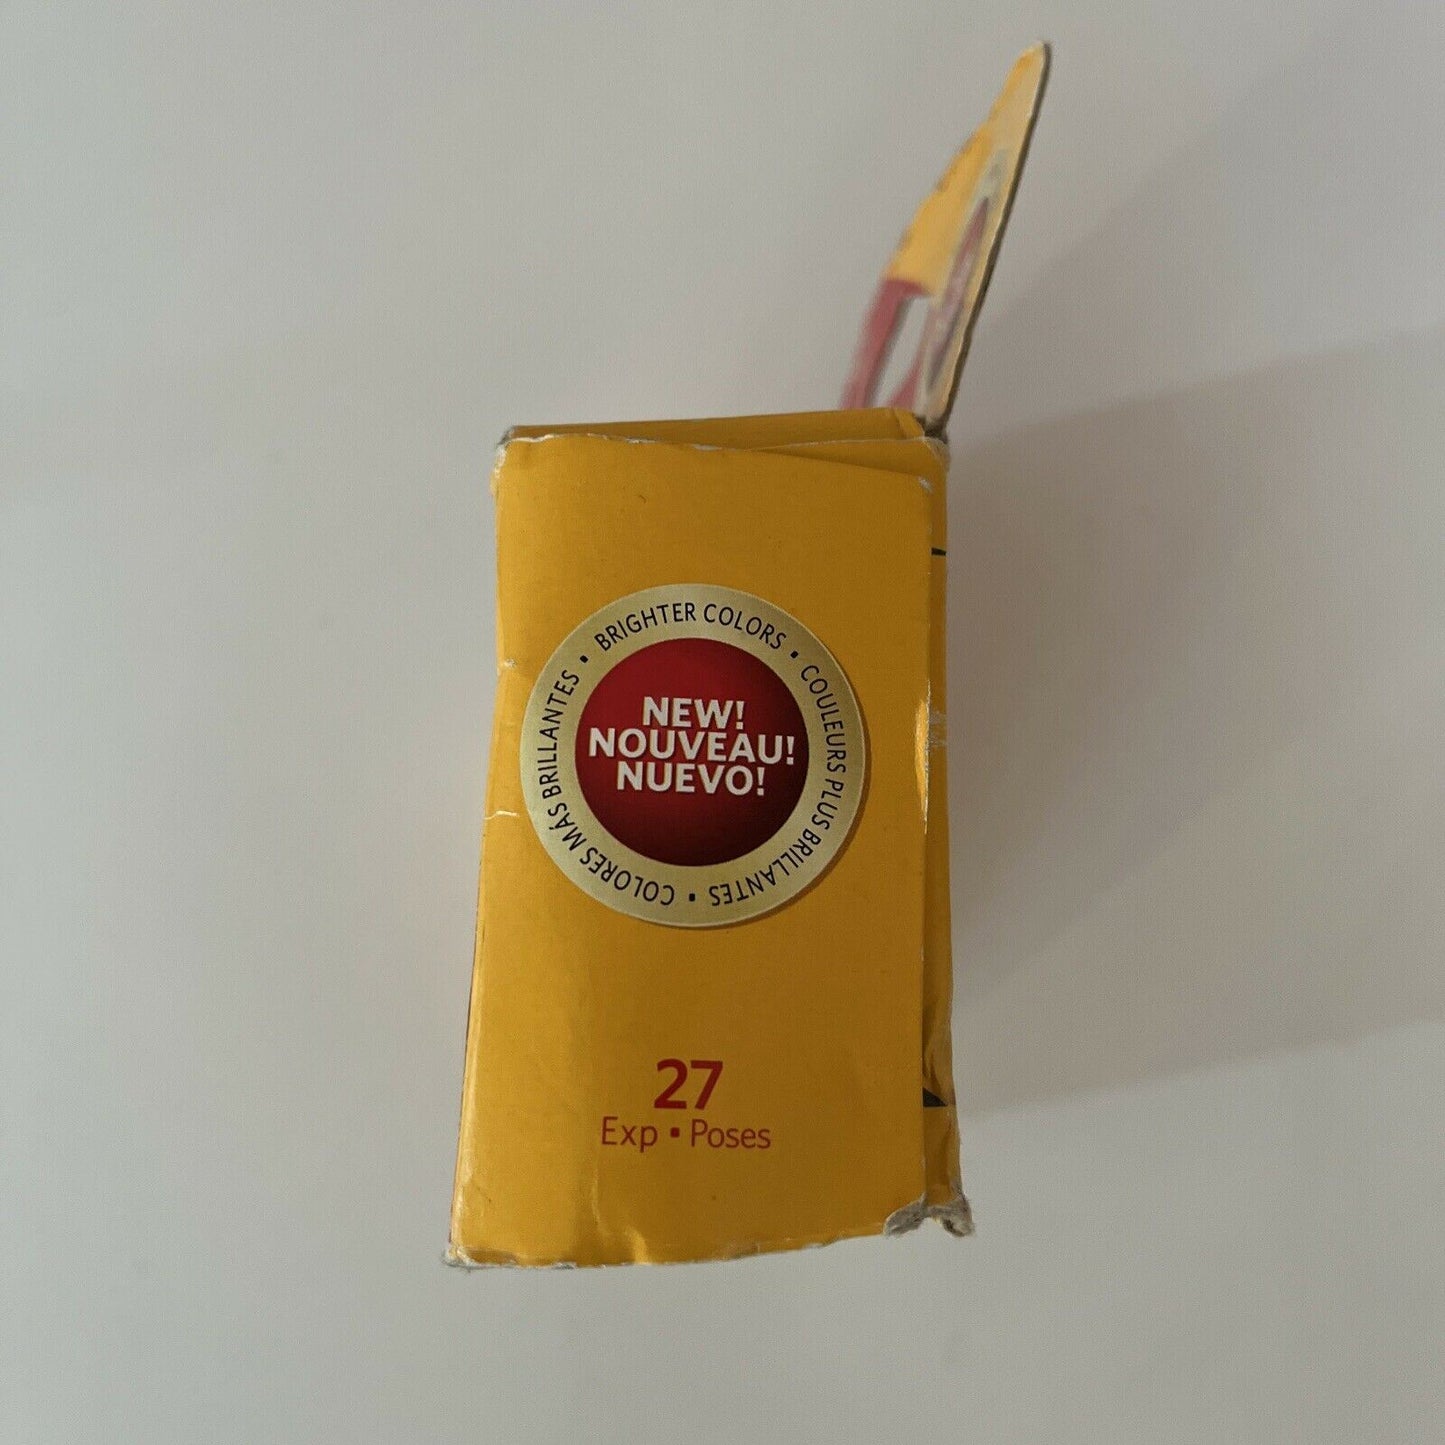 BRIGHTER COLORS • COULEURS PLUS BRILLANTES • COLORES MÁS BRILLANTES •
NEW!
NOUVEAU!
NUEVO!
27
Exp • Poses